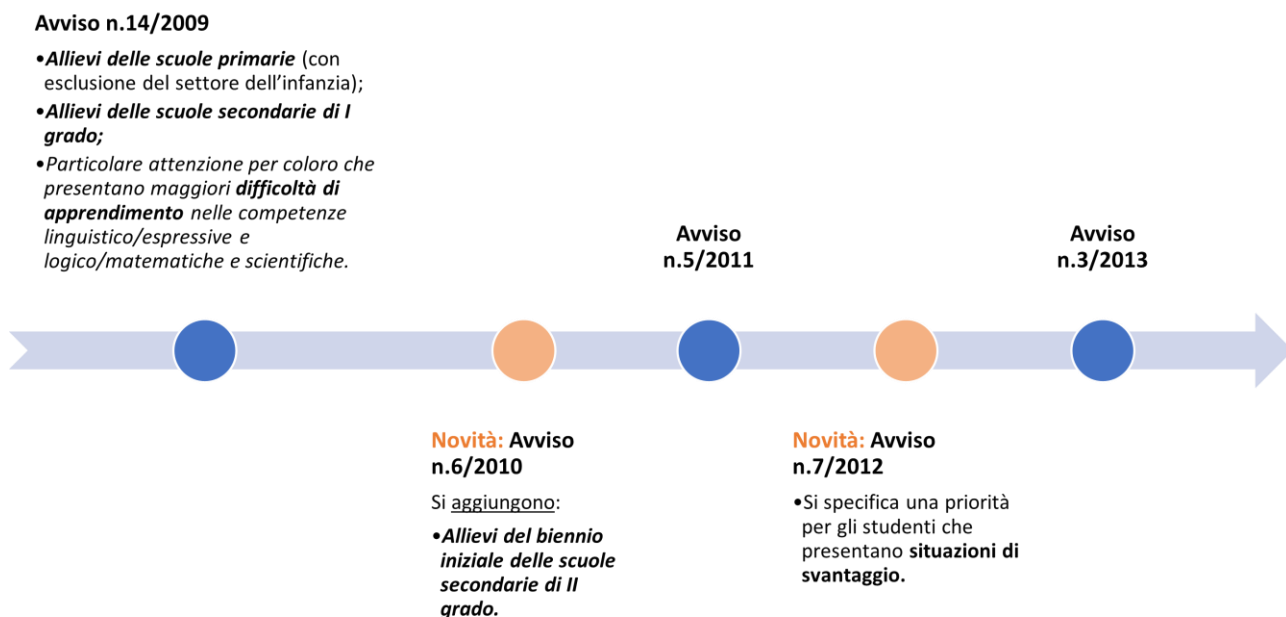 Avviso n.14/2009
•Allievi delle scuole primarie (con
esclusione del settore dell'infanzia);
•Allievi delle scuole secondarie di I
grado;
•Particolare attenzione per coloro che
presentano maggiori difficoltà di
apprendimento nelle competenze
linguistico/espressive e
logico/matematiche e scientifiche.
Novità: Avviso
n.6/2010
Si aggiungono:
•Allievi del biennio
iniziale delle scuole
secondarie di II
grado.
Avviso
n.5/2011
Novità: Avviso
n.7/2012
•Si specifica una priorità
per gli studenti che
presentano situazioni di
svantaggio.
Avviso
n.3/2013